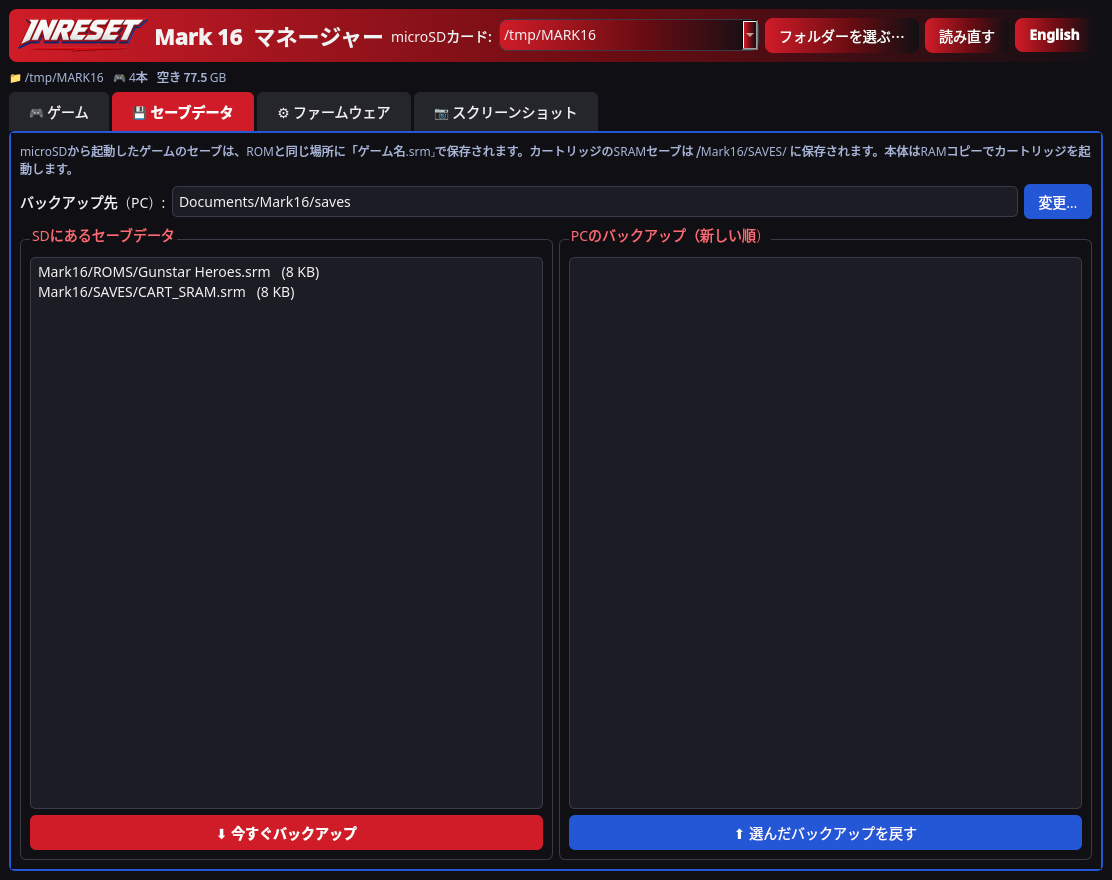 INRESET Mark 16 マネージャー microSDカード: /tmp/MARK16 フォルダーを選ぶ… 読み直す English
📁 /tmp/MARK16 🎮 4本 空き 77.5 GB
🎮 ゲーム 💾 セーブデータ ⚙ ファームウェア 📷 スクリーンショット
microSDから起動したゲームのセーブは、ROMと同じ場所に「ゲーム名.srm」で保存されます。カートリッジのSRAMセーブは /Mark16/SAVES/ に保存されます。本体はRAMコピーでカートリッジを起
動します。
バックアップ先（PC）: Documents/Mark16/saves 変更...
SDにあるセーブデータ
Mark16/ROMS/Gunstar Heroes.srm (8 KB)
Mark16/SAVES/CART_SRAM.srm (8 KB)
⬇ 今すぐバックアップ
PCのバックアップ（新しい順）
⬆ 選んだバックアップを戻す